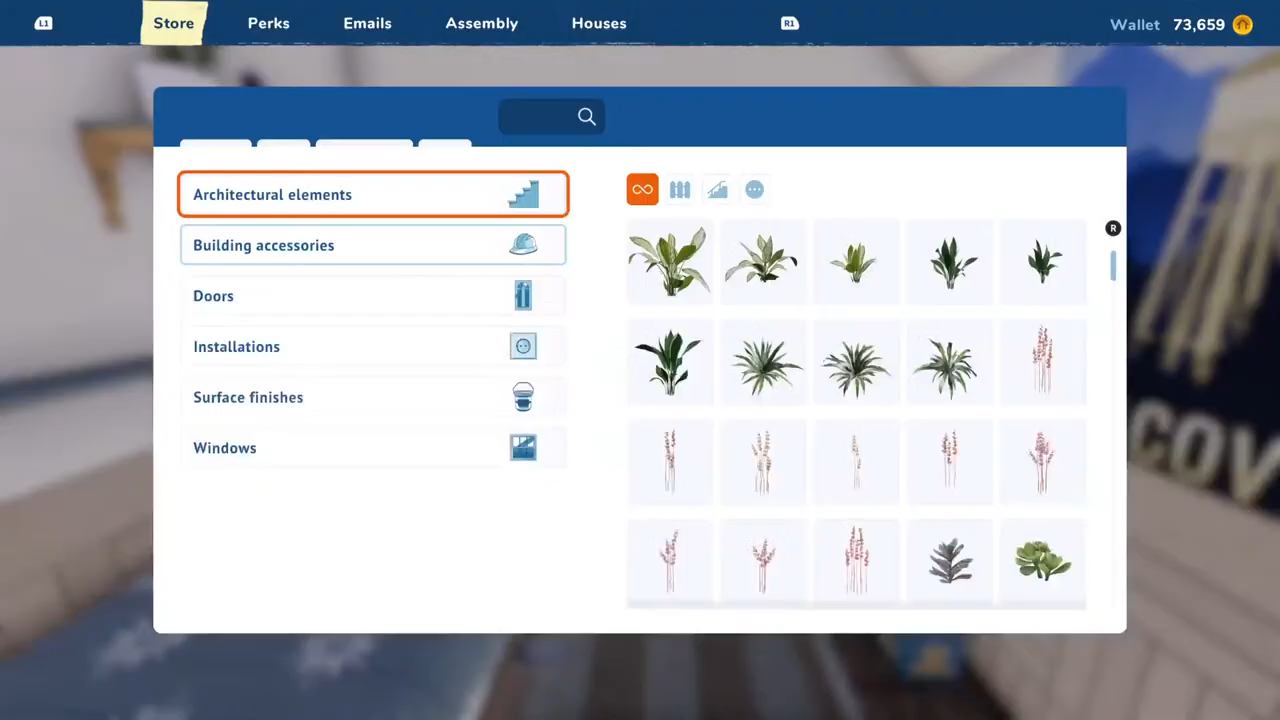 L1 Store Perks Emails Assembly Houses R1 Wallet 73,659
Architectural elements
Building accessories
Doors
Installations
Surface finishes
Windows
R
COV